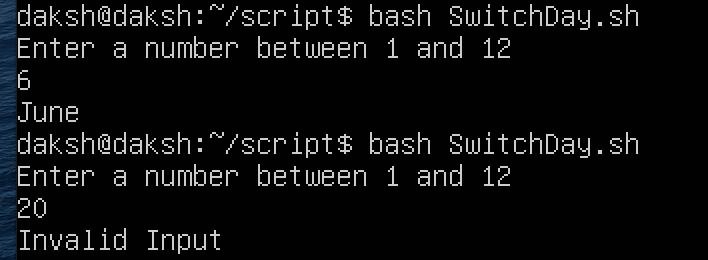 daksh@daksh:~/script$ bash SwitchDay.sh
Enter a number between 1 and 12
6
June
daksh@daksh:~/script$ bash SwitchDay.sh
Enter a number between 1 and 12
20
Invalid Input